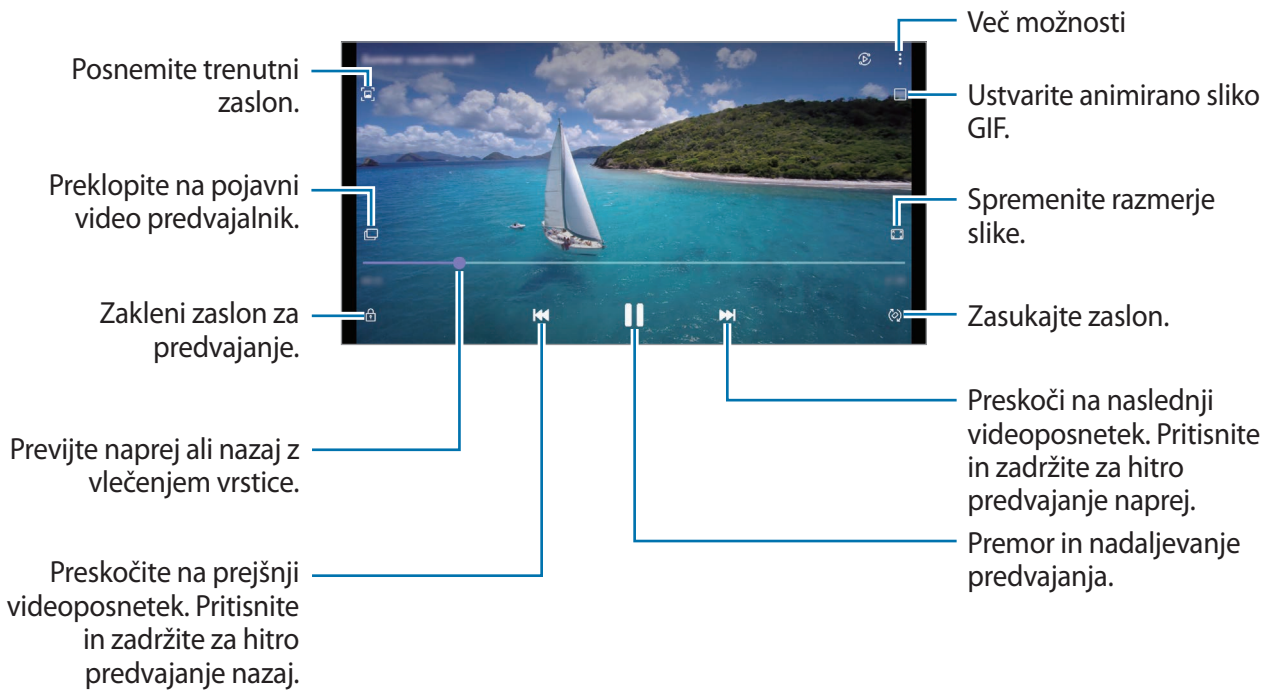 Posnemite trenutni
zaslon.
Preklopite na pojavni
video predvajalnik.
Zakleni zaslon za
predvajanje.
Previjte naprej ali nazaj z
vlečenjem vrstice.
Preskočite na prejšnji
videoposnetek. Pritisnite
in zadržite za hitro
predvajanje nazaj.
Več možnosti
Ustvarite animirano sliko
GIF.
Spremenite razmerje
slike.
Zasukajte zaslon.
Preskoči na naslednji
videoposnetek. Pritisnite
in zadržite za hitro
predvajanje naprej.
Premor in nadaljevanje
predvajanja.